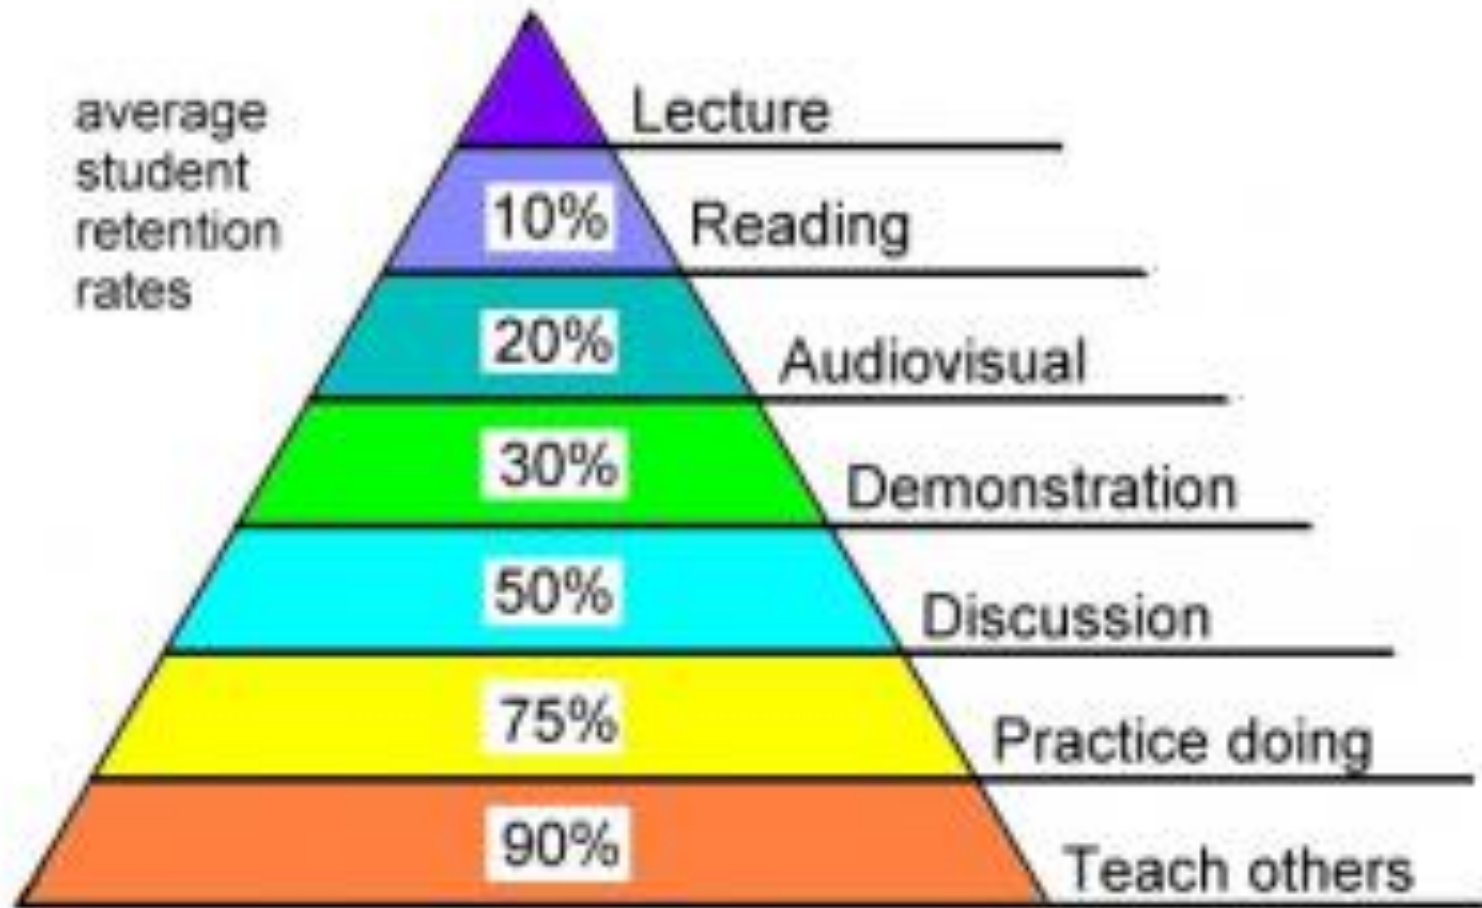 average
student
retention
rates
Lecture
10% Reading
20% Audiovisual
30% Demonstration
50% Discussion
75% Practice doing
90% Teach others